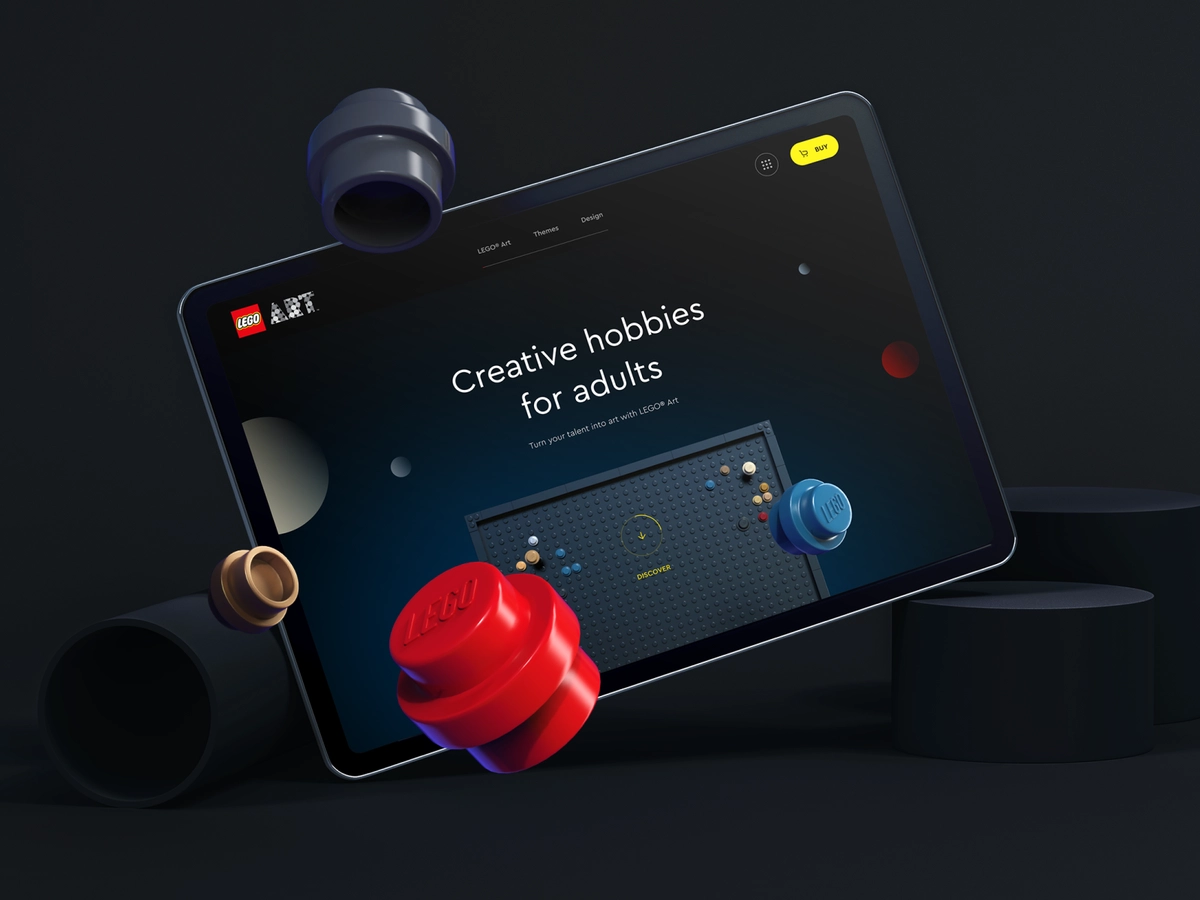 BUY
LEGO® Art
Themes
Design
LEGO
ART
Creative hobbies
for adults
Turn your talent into art with LEGO® Art
DISCOVER
LEGO
LEGO